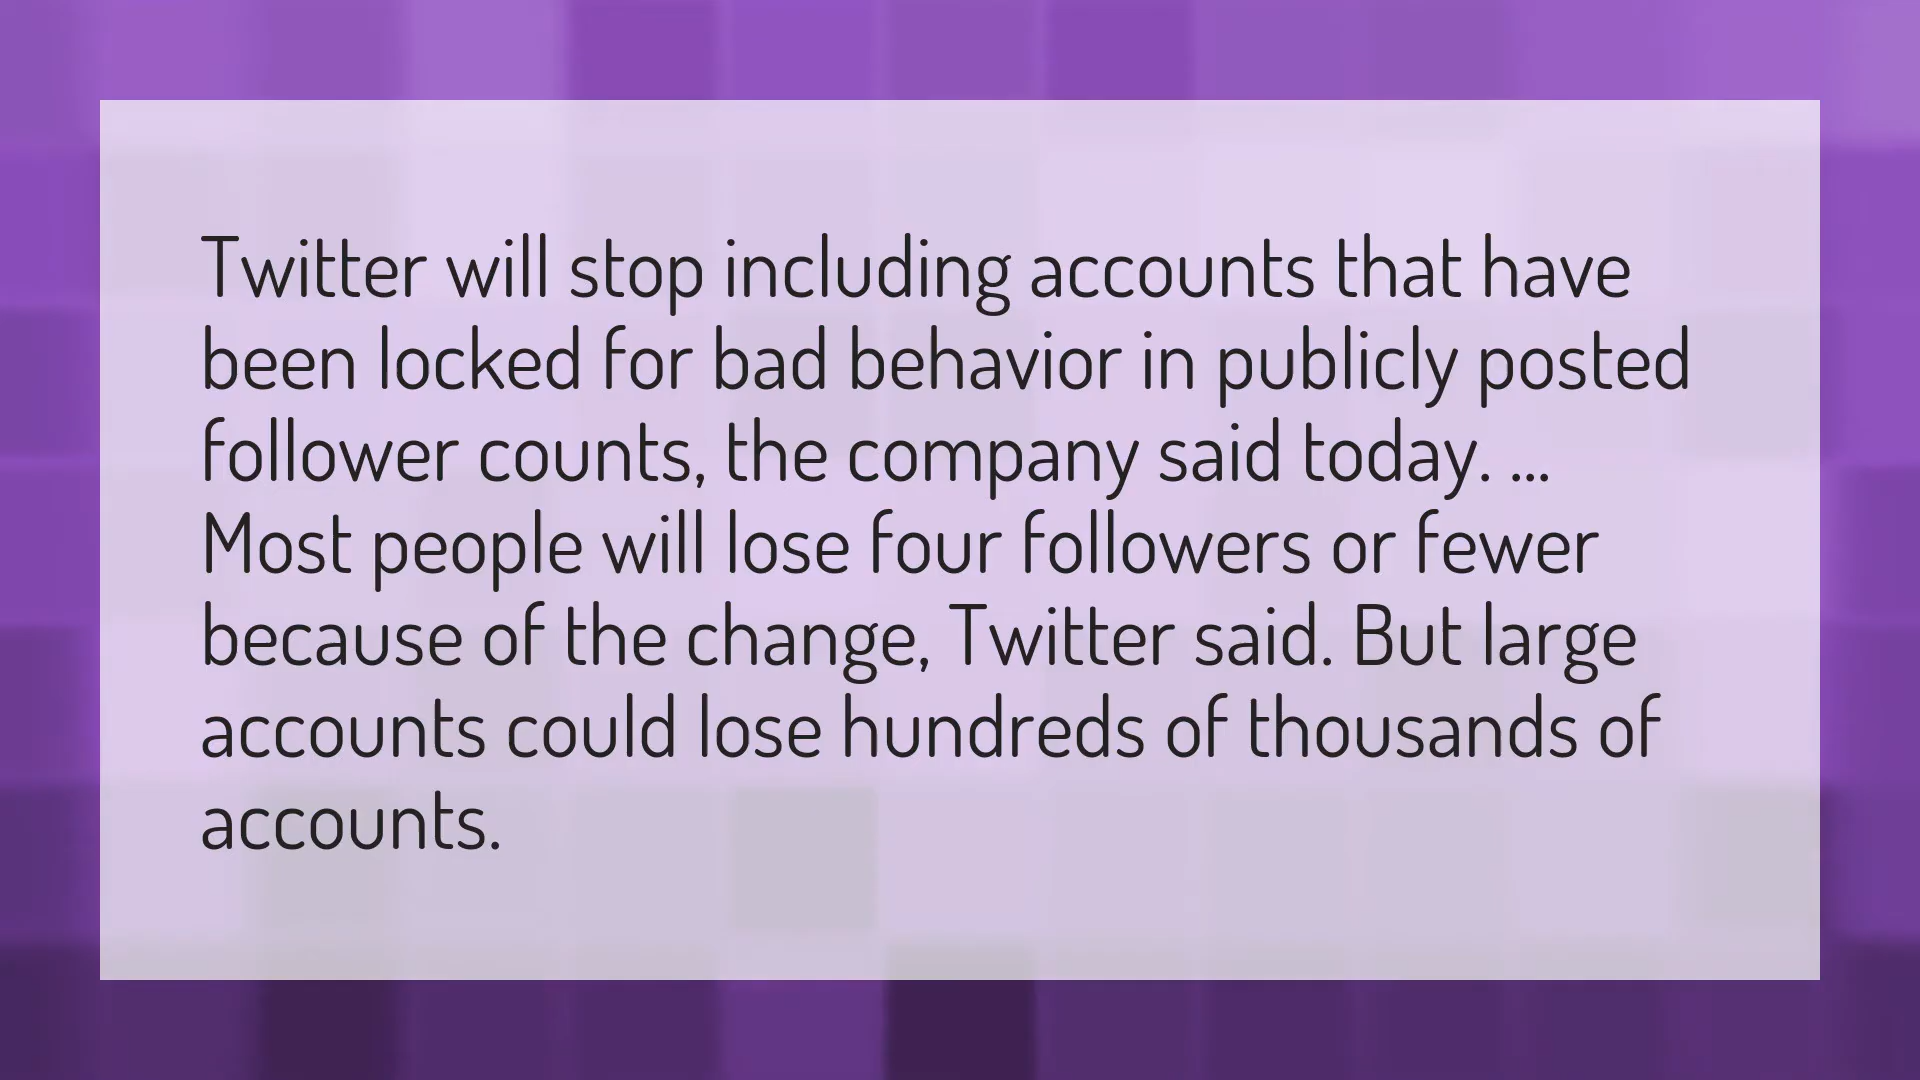 Twitter will stop including accounts that have
been locked for bad behavior in publicly posted
follower counts, the company said today. ...
Most people will lose four followers or fewer
because of the change, Twitter said. But large
accounts could lose hundreds of thousands of
accounts.